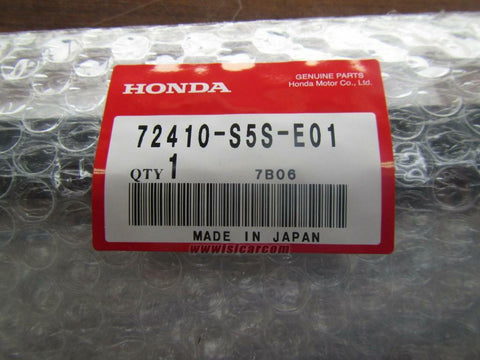 HONDA
GENUINE PARTS
Honda Motor Co., Ltd.
72410-S5S-E01
QTY 1 7B06
MADE IN JAPAN
www.isicar.com